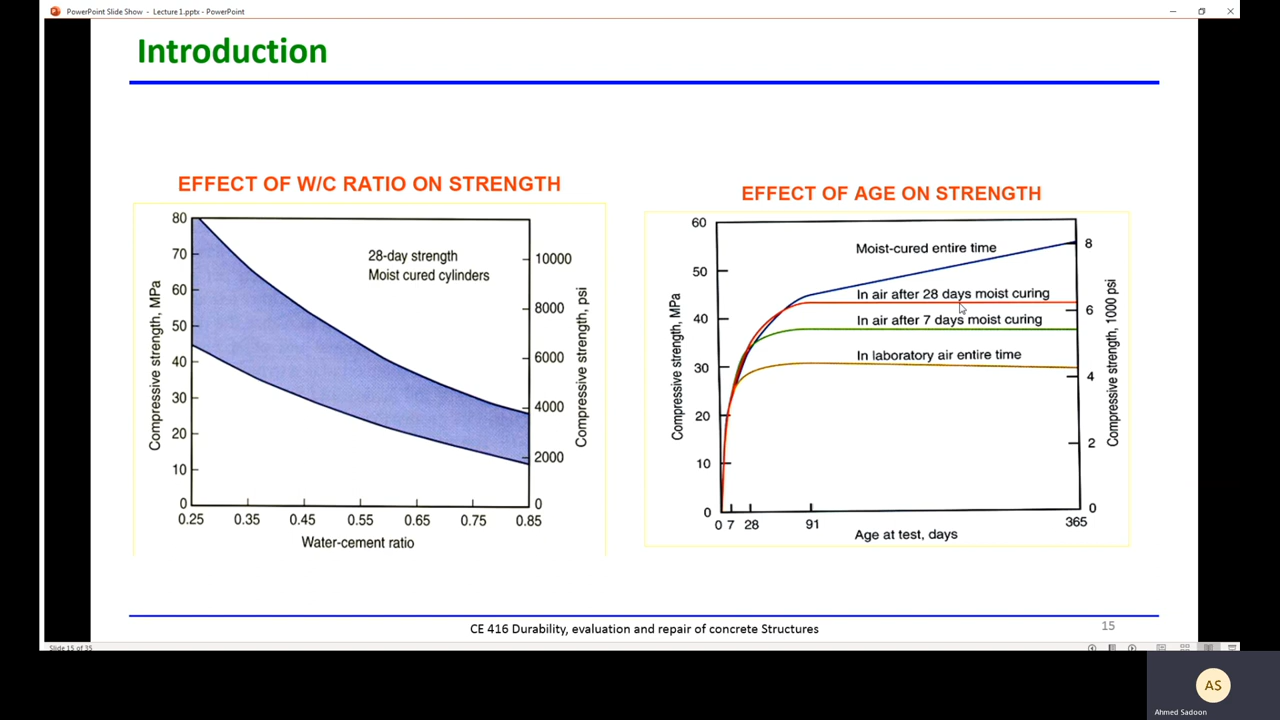 PowerPoint Slide Show - Lecture 1.pptx - PowerPoint
Introduction
EFFECT OF W/C RATIO ON STRENGTH
80
70
60
50
40
30
20
10
0
Compressive strength, MPa
28-day strength
Moist cured cylinders
10000
8000
6000
4000
2000
0
Compressive strength, psi
0.25 0.35 0.45 0.55 0.65 0.75 0.85
Water-cement ratio
EFFECT OF AGE ON STRENGTH
60
50
40
30
20
10
0
Compressive strength, MPa
Moist-cured entire time
In air after 28 days moist curing
In air after 7 days moist curing
In laboratory air entire time
8
6
4
2
0
Compressive strength, 1000 psi
0 7 28 91 365
Age at test, days
CE 416 Durability, evaluation and repair of concrete Structures
15
Slide 15 of 35
AS
Ahmed Sadoon